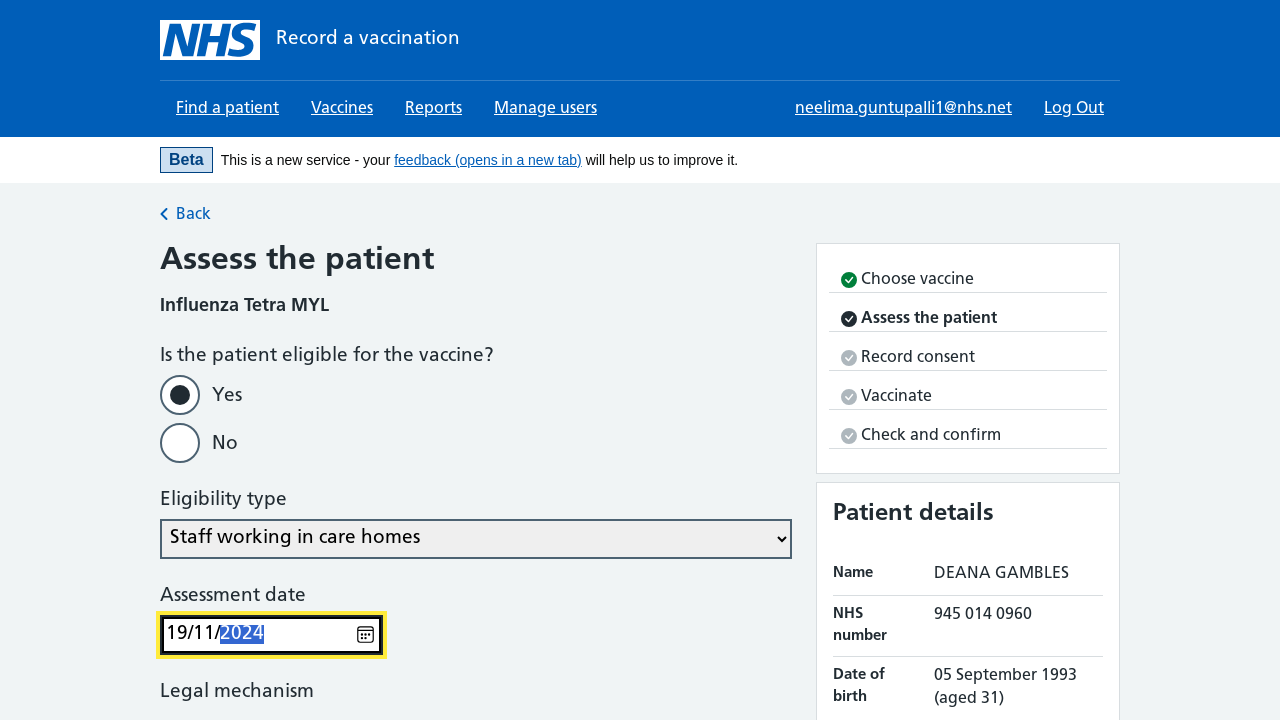 NHS Record a vaccination
Find a patient Vaccines Reports Manage users neelima.guntupalli1@nhs.net Log Out
Beta This is a new service - your feedback (opens in a new tab) will help us to improve it.
Back
Assess the patient
Influenza Tetra MYL
Is the patient eligible for the vaccine?
Yes
No
Eligibility type
Staff working in care homes
Assessment date
19/11/2024
Legal mechanism
Choose vaccine
Assess the patient
Record consent
Vaccinate
Check and confirm
Patient details
Name DEANA GAMBLES
NHS number 945 014 0960
Date of birth 05 September 1993 (aged 31)